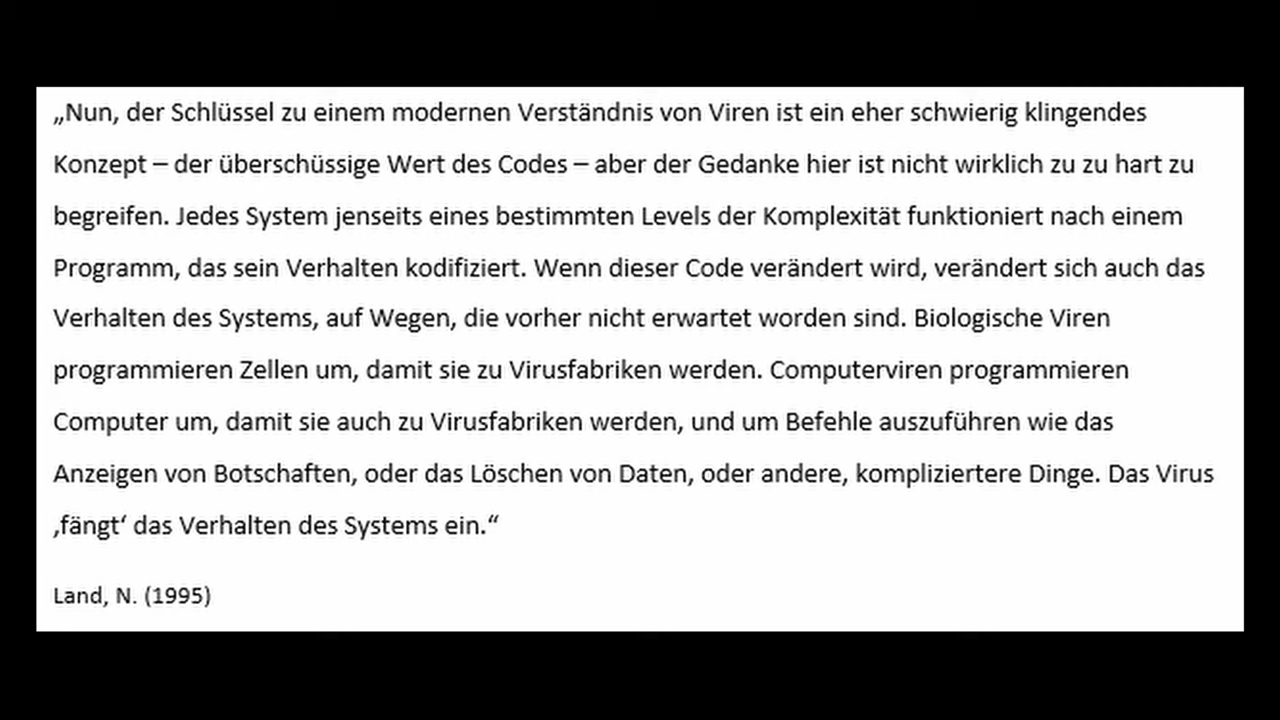 „Nun, der Schlüssel zu einem modernen Verständnis von Viren ist ein eher schwierig klingendes
Konzept – der überschüssige Wert des Codes – aber der Gedanke hier ist nicht wirklich zu zu hart zu
begreifen. Jedes System jenseits eines bestimmten Levels der Komplexität funktioniert nach einem
Programm, das sein Verhalten kodifiziert. Wenn dieser Code verändert wird, verändert sich auch das
Verhalten des Systems, auf Wegen, die vorher nicht erwartet worden sind. Biologische Viren
programmieren Zellen um, damit sie zu Virusfabriken werden. Computerviren programmieren
Computer um, damit sie auch zu Virusfabriken werden, und um Befehle auszuführen wie das
Anzeigen von Botschaften, oder das Löschen von Daten, oder andere, kompliziertere Dinge. Das Virus
‚fängt‘ das Verhalten des Systems ein.“
Land, N. (1995)